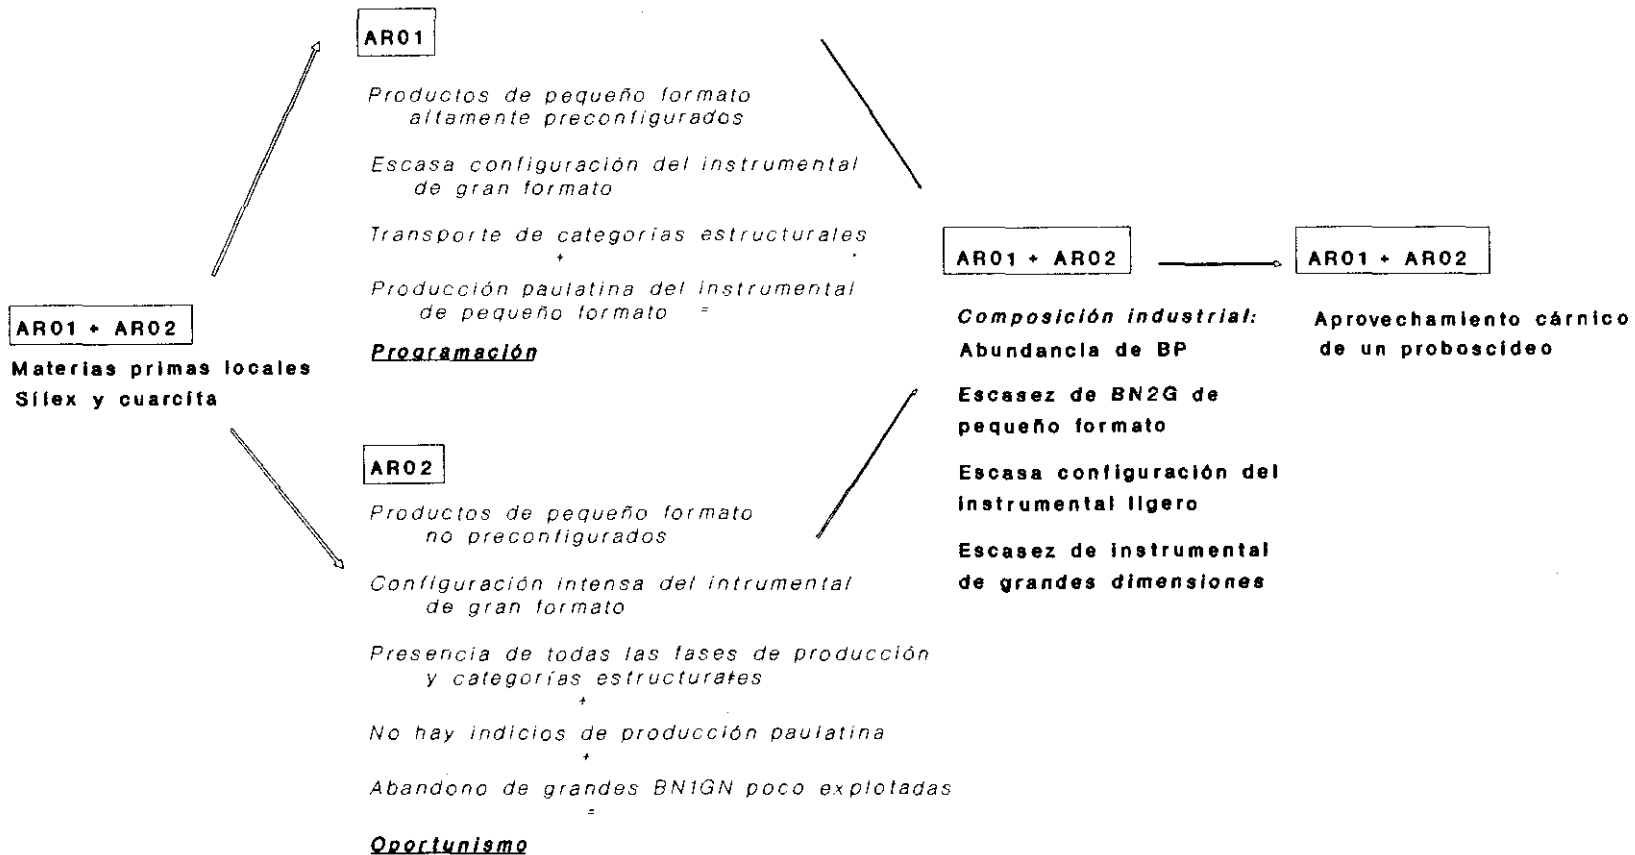 AR01
Productos de pequeño formato
altamente preconfigurados
Escasa configuración del instrumental
de gran formato
Transporte de categorías estructurales
+
Producción paulatina del instrumental
de pequeño formato =
Programación
AR01 + AR02
Materias primas locales
Sílex y cuarcita
AR02
Productos de pequeño formato
no preconfigurados
Configuración intensa del intrumental
de gran formato
Presencia de todas las fases de producción
y categorías estructurales
+
No hay indicios de producción paulatina
+
Abandono de grandes BN1GN poco explotadas
=
Oportunismo
AR01 + AR02
Composición industrial:
Abundancia de BP
Escasez de BN2G de
pequeño formato
Escasa configuración del
instrumental ligero
Escasez de instrumental
de grandes dimensiones
AR01 + AR02
Aprovechamiento cárnico
de un proboscídeo